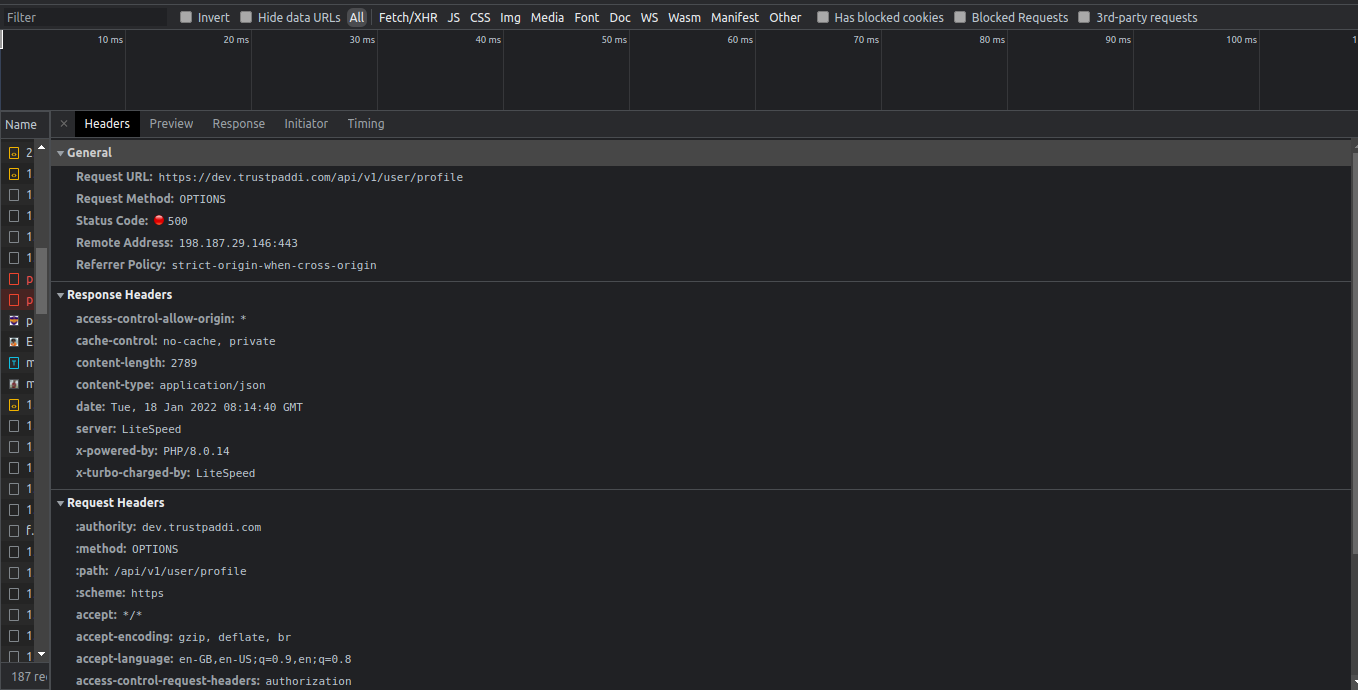 Filter Invert Hide data URLs All Fetch/XHR JS CSS Img Media Font Doc WS Wasm Manifest Other Has blocked cookies Blocked Requests 3rd-party requests
10 ms 20 ms 30 ms 40 ms 50 ms 60 ms 70 ms 80 ms 90 ms 100 ms 1
Name × Headers Preview Response Initiator Timing
2
1
1
1
1
1
p
p
p
E
m
m
1
1
1
1
1
1
f.
1
1
1
1
1
1
187 rec
General
Request URL: https://dev.trustpaddi.com/api/v1/user/profile
Request Method: OPTIONS
Status Code: 500
Remote Address: 198.187.29.146:443
Referrer Policy: strict-origin-when-cross-origin
Response Headers
access-control-allow-origin: *
cache-control: no-cache, private
content-length: 2789
content-type: application/json
date: Tue, 18 Jan 2022 08:14:40 GMT
server: LiteSpeed
x-powered-by: PHP/8.0.14
x-turbo-charged-by: LiteSpeed
Request Headers
:authority: dev.trustpaddi.com
:method: OPTIONS
:path: /api/v1/user/profile
:scheme: https
accept: */*
accept-encoding: gzip, deflate, br
accept-language: en-GB,en-US;q=0.9,en;q=0.8
access-control-request-headers: authorization